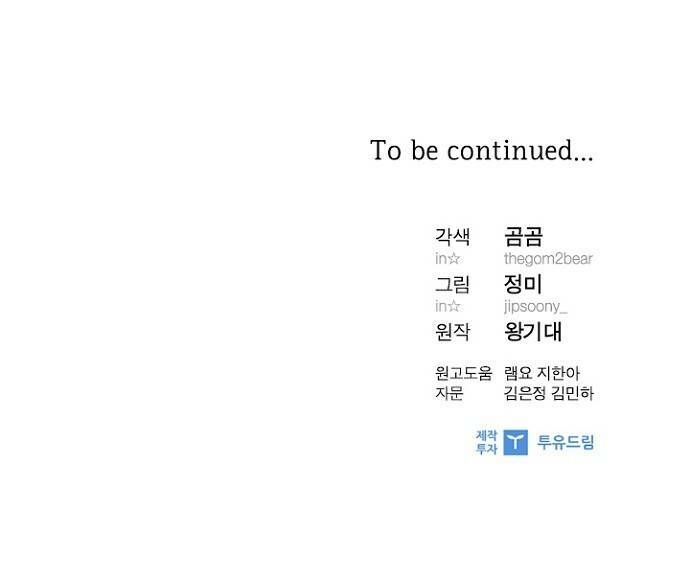 To be continued...
각색 곰곰
in☆ thegom2bear
그림 정미
in☆ jipsoony_
원작 왕기대
원고도움 램요 지한아
자문 김은정 김민하
제작
투자 투유드림